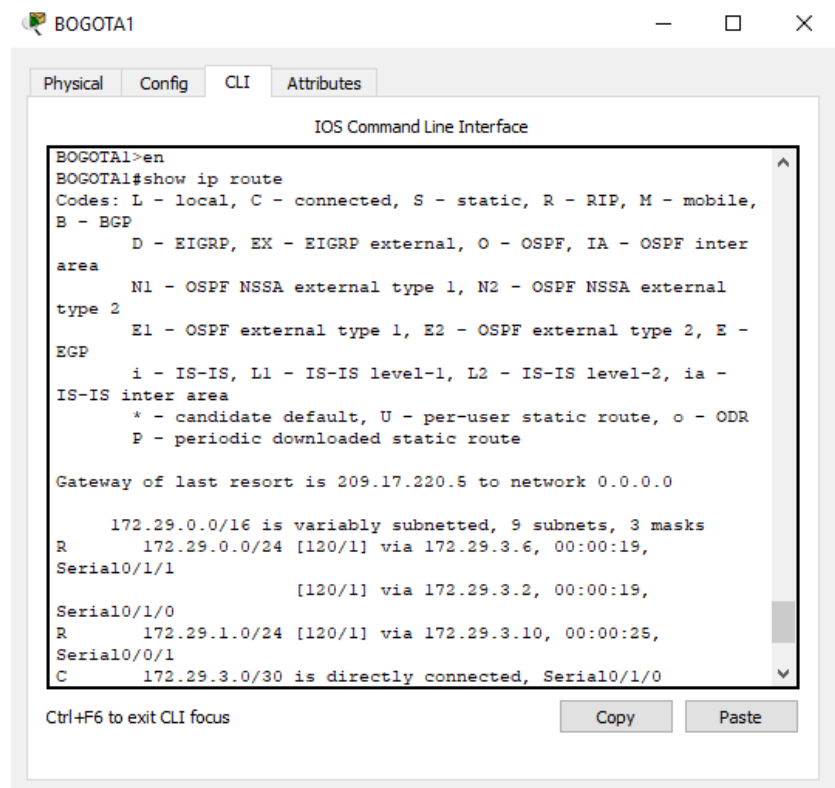 BOGOTA1
Physical Config CLI Attributes
IOS Command Line Interface
BOGOTA1>en
BOGOTA1#show ip route
Codes: L - local, C - connected, S - static, R - RIP, M - mobile,
B - BGP
D - EIGRP, EX - EIGRP external, O - OSPF, IA - OSPF inter
area
N1 - OSPF NSSA external type 1, N2 - OSPF NSSA external
type 2
E1 - OSPF external type 1, E2 - OSPF external type 2, E -
EGP
i - IS-IS, L1 - IS-IS level-1, L2 - IS-IS level-2, ia -
IS-IS inter area
* - candidate default, U - per-user static route, o - ODR
P - periodic downloaded static route
Gateway of last resort is 209.17.220.5 to network 0.0.0.0
172.29.0.0/16 is variably subnetted, 9 subnets, 3 masks
R 172.29.0.0/24 [120/1] via 172.29.3.6, 00:00:19,
Serial0/1/1
[120/1] via 172.29.3.2, 00:00:19,
Serial0/1/0
R 172.29.1.0/24 [120/1] via 172.29.3.10, 00:00:25,
Serial0/0/1
C 172.29.3.0/30 is directly connected, Serial0/1/0
Ctrl+F6 to exit CLI focus
Copy Paste